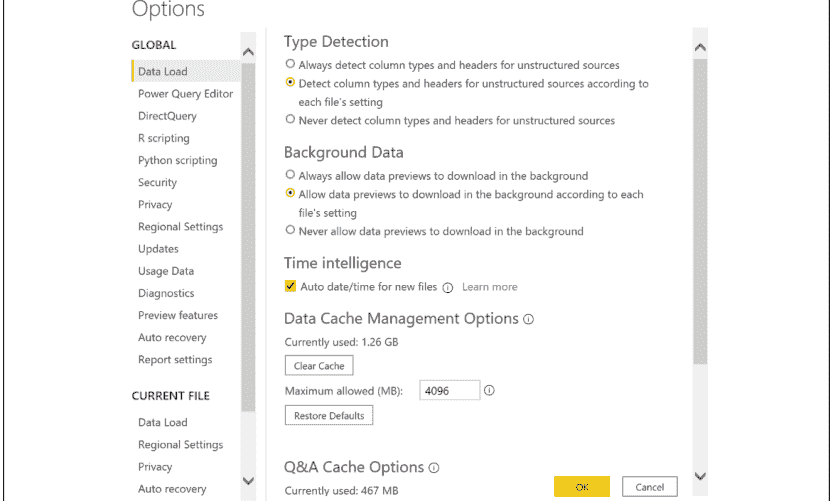 Options
GLOBAL
Data Load
Power Query Editor
DirectQuery
R scripting
Python scripting
Security
Privacy
Regional Settings
Updates
Usage Data
Diagnostics
Preview features
Auto recovery
Report settings
CURRENT FILE
Data Load
Regional Settings
Privacy
Auto recovery
Type Detection
Always detect column types and headers for unstructured sources
Detect column types and headers for unstructured sources according to
each file's setting
Never detect column types and headers for unstructured sources
Background Data
Always allow data previews to download in the background
Allow data previews to download in the background according to each
file's setting
Never allow data previews to download in the background
Time intelligence
Auto date/time for new files Learn more
Data Cache Management Options
Currently used: 1.26 GB
Clear Cache
Maximum allowed (MB): 4096
Restore Defaults
Q&A Cache Options
Currently used: 467 MB
OK Cancel